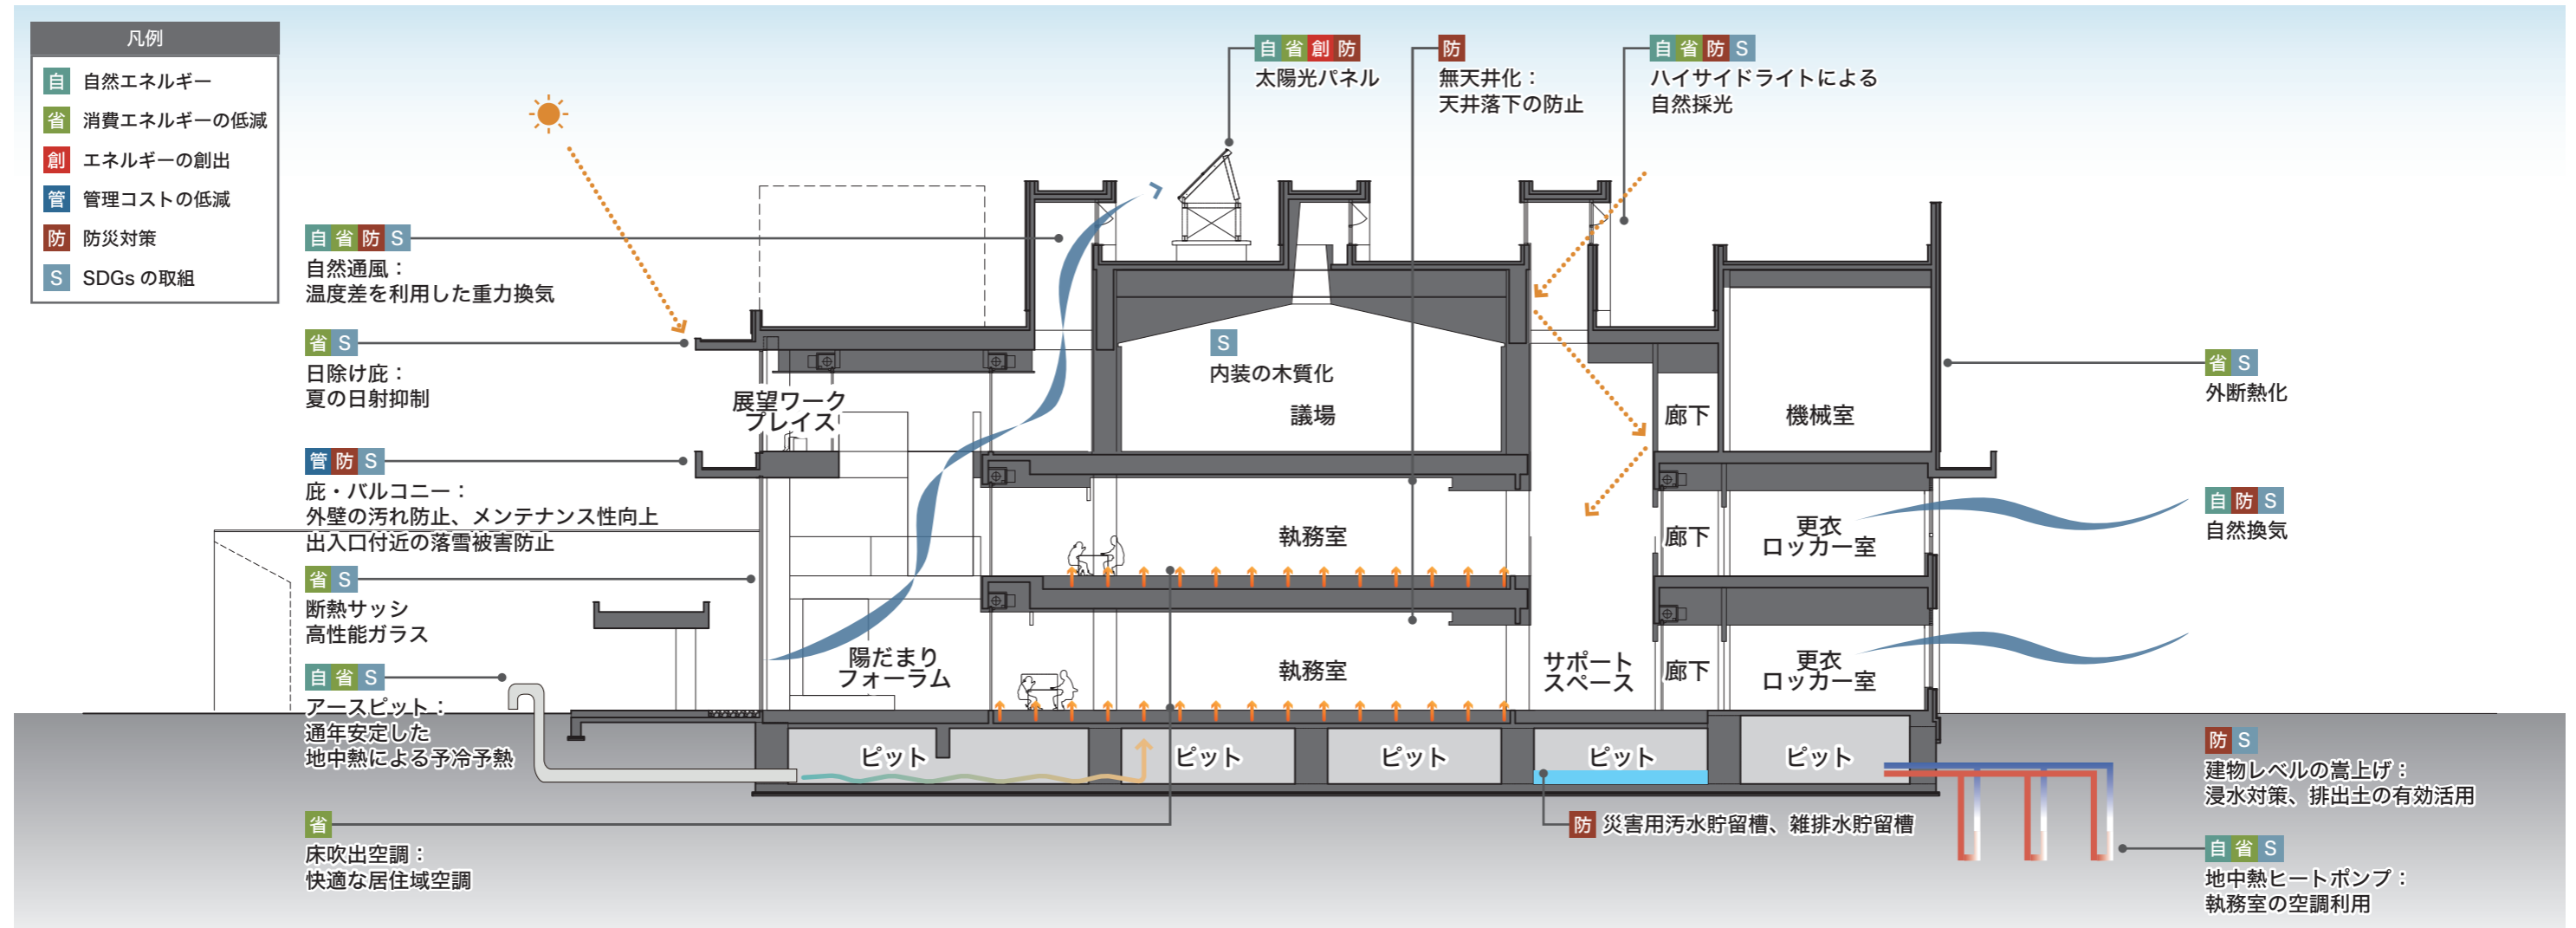 凡例
自 自然エネルギー
省 消費エネルギーの低減
創 エネルギーの創出
管 管理コストの低減
防 防災対策
S SDGs の取組
自省創防
太陽光パネル
防
無天井化：
天井落下の防止
自省防S
ハイサイドライトによる
自然採光
自省防S
自然通風：
温度差を利用した重力換気
省S
日除け庇：
夏の日射抑制
管防S
庇・バルコニー：
外壁の汚れ防止、メンテナンス性向上
出入口付近の落雪被害防止
省S
断熱サッシ
高性能ガラス
自省S
アースピット：
通年安定した
地中熱による予冷予熱
省
床吹出空調：
快適な居住域空調
展望ワーク
プレイス
S
内装の木質化
議場
廊下
機械室
執務室
廊下
更衣
ロッカー室
陽だまり
フォーラム
執務室
サポート
スペース
廊下
更衣
ロッカー室
ピット
ピット
ピット
ピット
ピット
防 災害用汚水貯留槽、雑排水貯留槽
省S
外断熱化
自防S
自然換気
防S
建物レベルの嵩上げ：
浸水対策、排出土の有効活用
自省S
地中熱ヒートポンプ：
執務室の空調利用